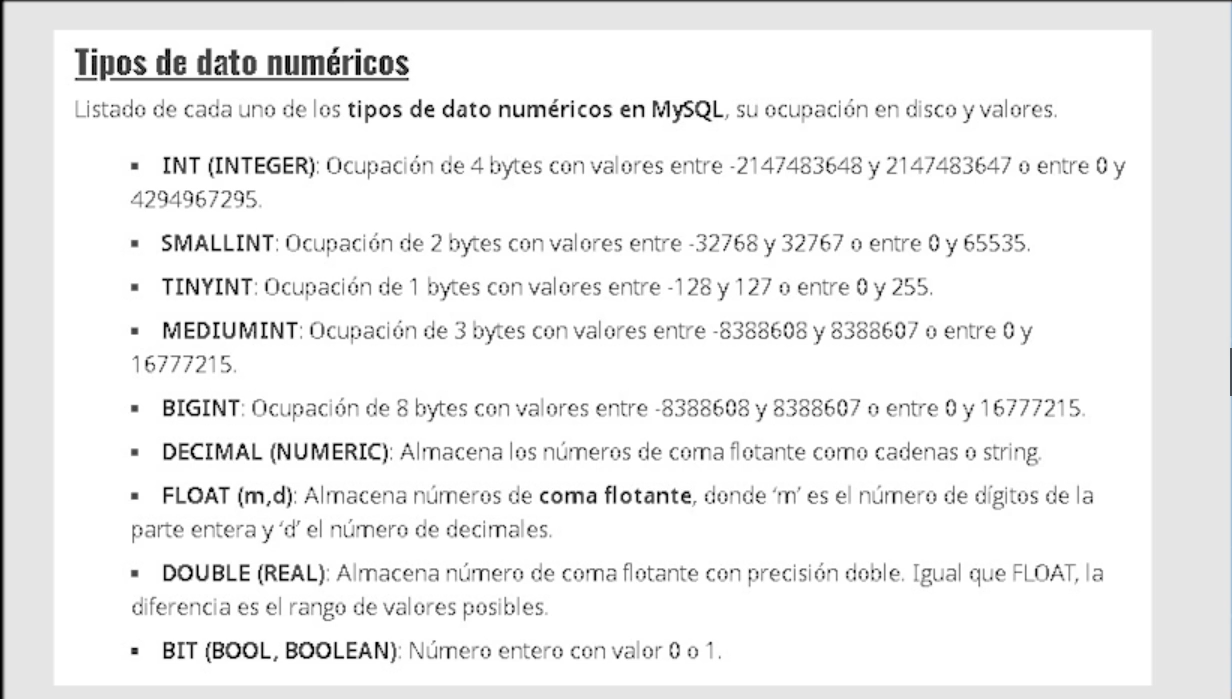 Tipos de dato numéricos
Listado de cada uno de los tipos de dato numéricos en MySQL, su ocupación en disco y valores.
▪ INT (INTEGER): Ocupación de 4 bytes con valores entre -2147483648 y 2147483647 o entre 0 y
4294967295.
▪ SMALLINT: Ocupación de 2 bytes con valores entre -32768 y 32767 o entre 0 y 65535.
▪ TINYINT: Ocupación de 1 bytes con valores entre -128 y 127 o entre 0 y 255.
▪ MEDIUMINT: Ocupación de 3 bytes con valores entre -8388608 y 8388607 o entre 0 y
16777215.
▪ BIGINT: Ocupación de 8 bytes con valores entre -8388608 y 8388607 o entre 0 y 16777215.
▪ DECIMAL (NUMERIC): Almacena los números de coma flotante como cadenas o string.
▪ FLOAT (m,d): Almacena números de coma flotante, donde ‘m’ es el número de dígitos de la
parte entera y ‘d’ el número de decimales.
▪ DOUBLE (REAL): Almacena número de coma flotante con precisión doble. Igual que FLOAT, la
diferencia es el rango de valores posibles.
▪ BIT (BOOL, BOOLEAN): Número entero con valor 0 o 1.